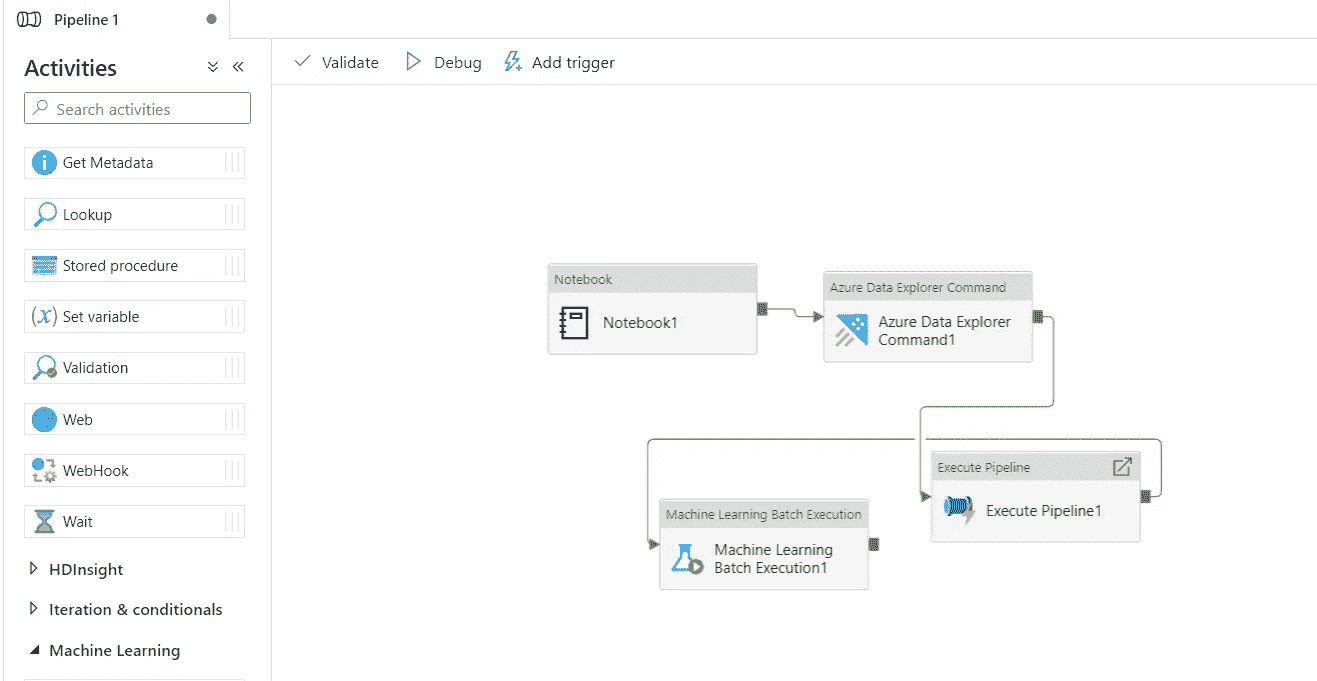 Pipeline 1
Activities
Search activities
Get Metadata
Lookup
Stored procedure
(x) Set variable
Validation
Web
WebHook
Wait
HDInsight
Iteration & conditionals
Machine Learning
Validate
Debug
Add trigger
Notebook
Notebook1
Azure Data Explorer Command
Azure Data Explorer
Command1
Execute Pipeline
Execute Pipeline1
Machine Learning Batch Execution
Machine Learning
Batch Execution1